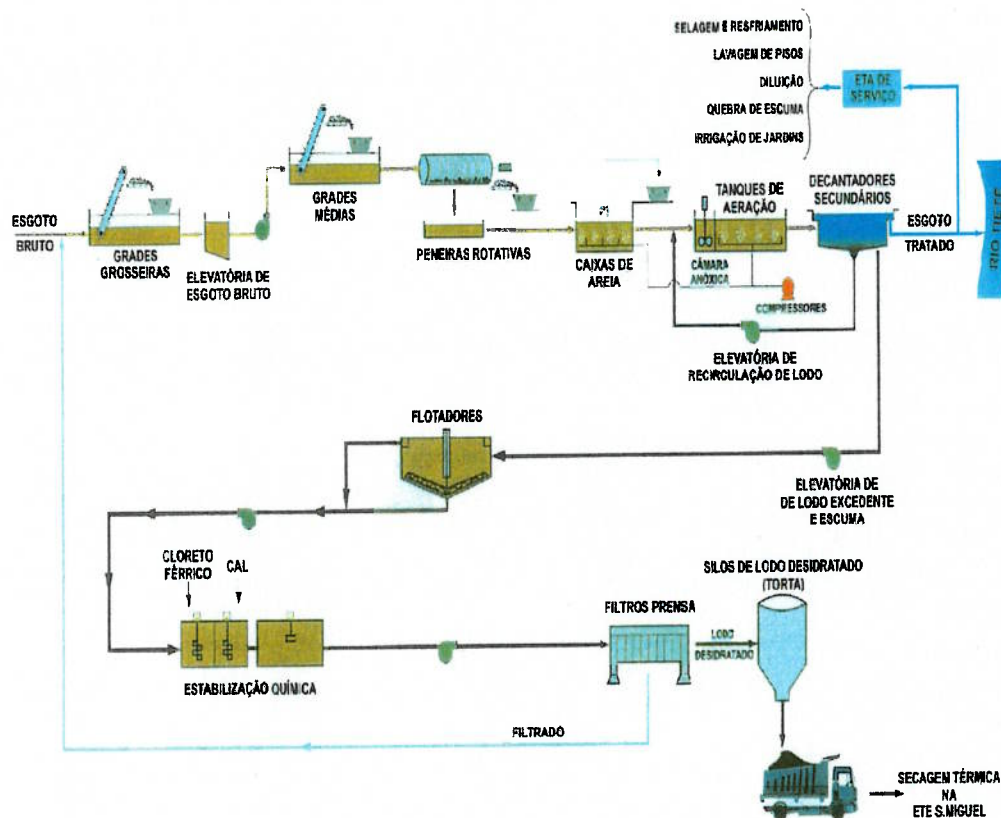 SELAGEM E RESFRIAMENTO
LAVAGEM DE PISOS
DILUIÇÃO
QUEBRA DE ESCUMA
IRRIGAÇÃO DE JARDINS
ETA DE
SERVIÇO
GRADES
MÉDIAS
TANQUES DE
AERAÇÃO
DECANTADORES
SECUNDÁRIOS
ESGOTO
BRUTO
ESGOTO
TRATADO
RIO TIETÊ
GRADES
GROSSEIRAS
ELEVATÓRIA DE
ESGOTO BRUTO
PENEIRAS ROTATIVAS
CAIXAS DE
AREIA
CÂMARA
ANÓXICA
COMPRESSORES
ELEVATÓRIA DE
RECIRCULAÇÃO DE LODO
FLOTADORES
ELEVATÓRIA DE
DE LODO EXCEDENTE
E ESCUMA
CLORETO
FÉRRICO
CAL
ESTABILIZAÇÃO QUÍMICA
FILTROS PRENSA
LODO
DESIDRATADO
SILOS DE LODO DESIDRATADO
(TORTA)
FILTRADO
SECAGEM TÉRMICA
NA
ETE S.MIGUEL